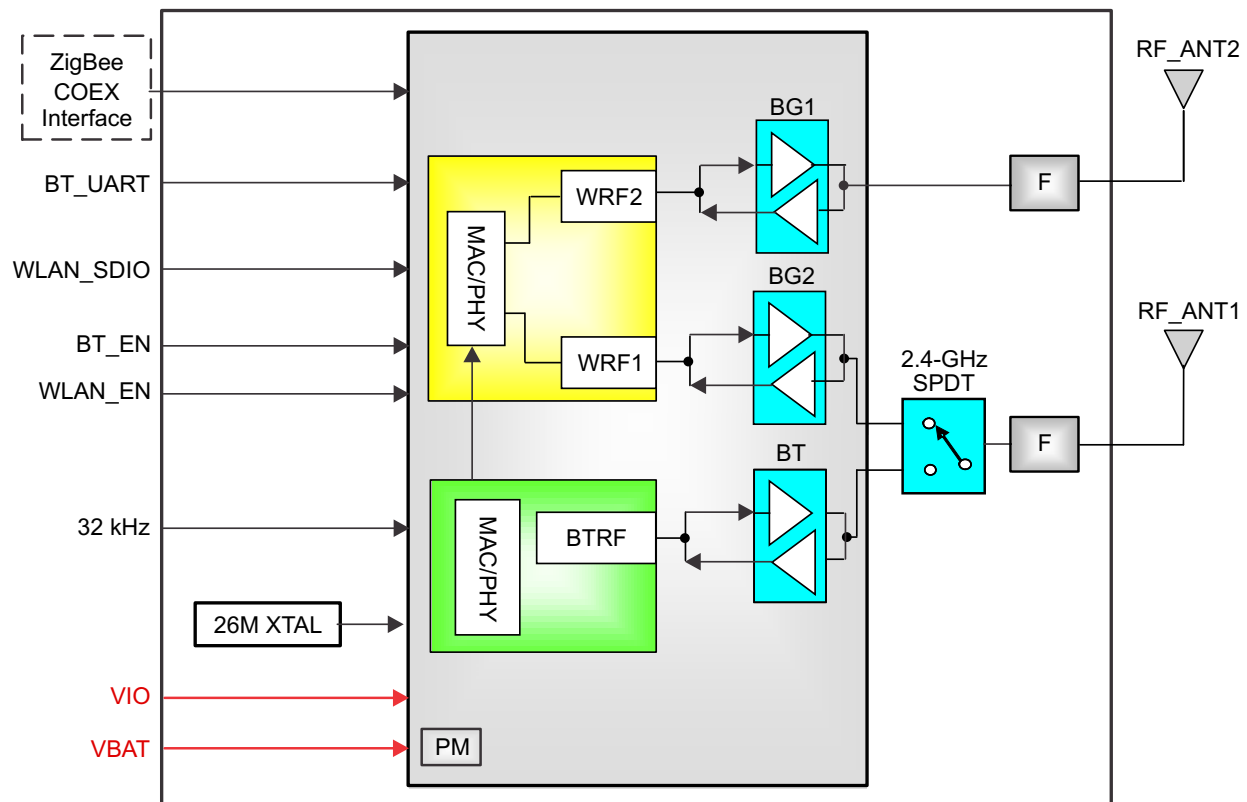 ZigBee
COEX
Interface
BT_UART
WLAN_SDIO
BT_EN
WLAN_EN
32 kHz
26M XTAL
VIO
VBAT
PM
MAC/PHY
WRF2
WRF1
MAC/PHY
BTRF
BG1
BG2
BT
2.4-GHz
SPDT
F
F
RF_ANT2
RF_ANT1